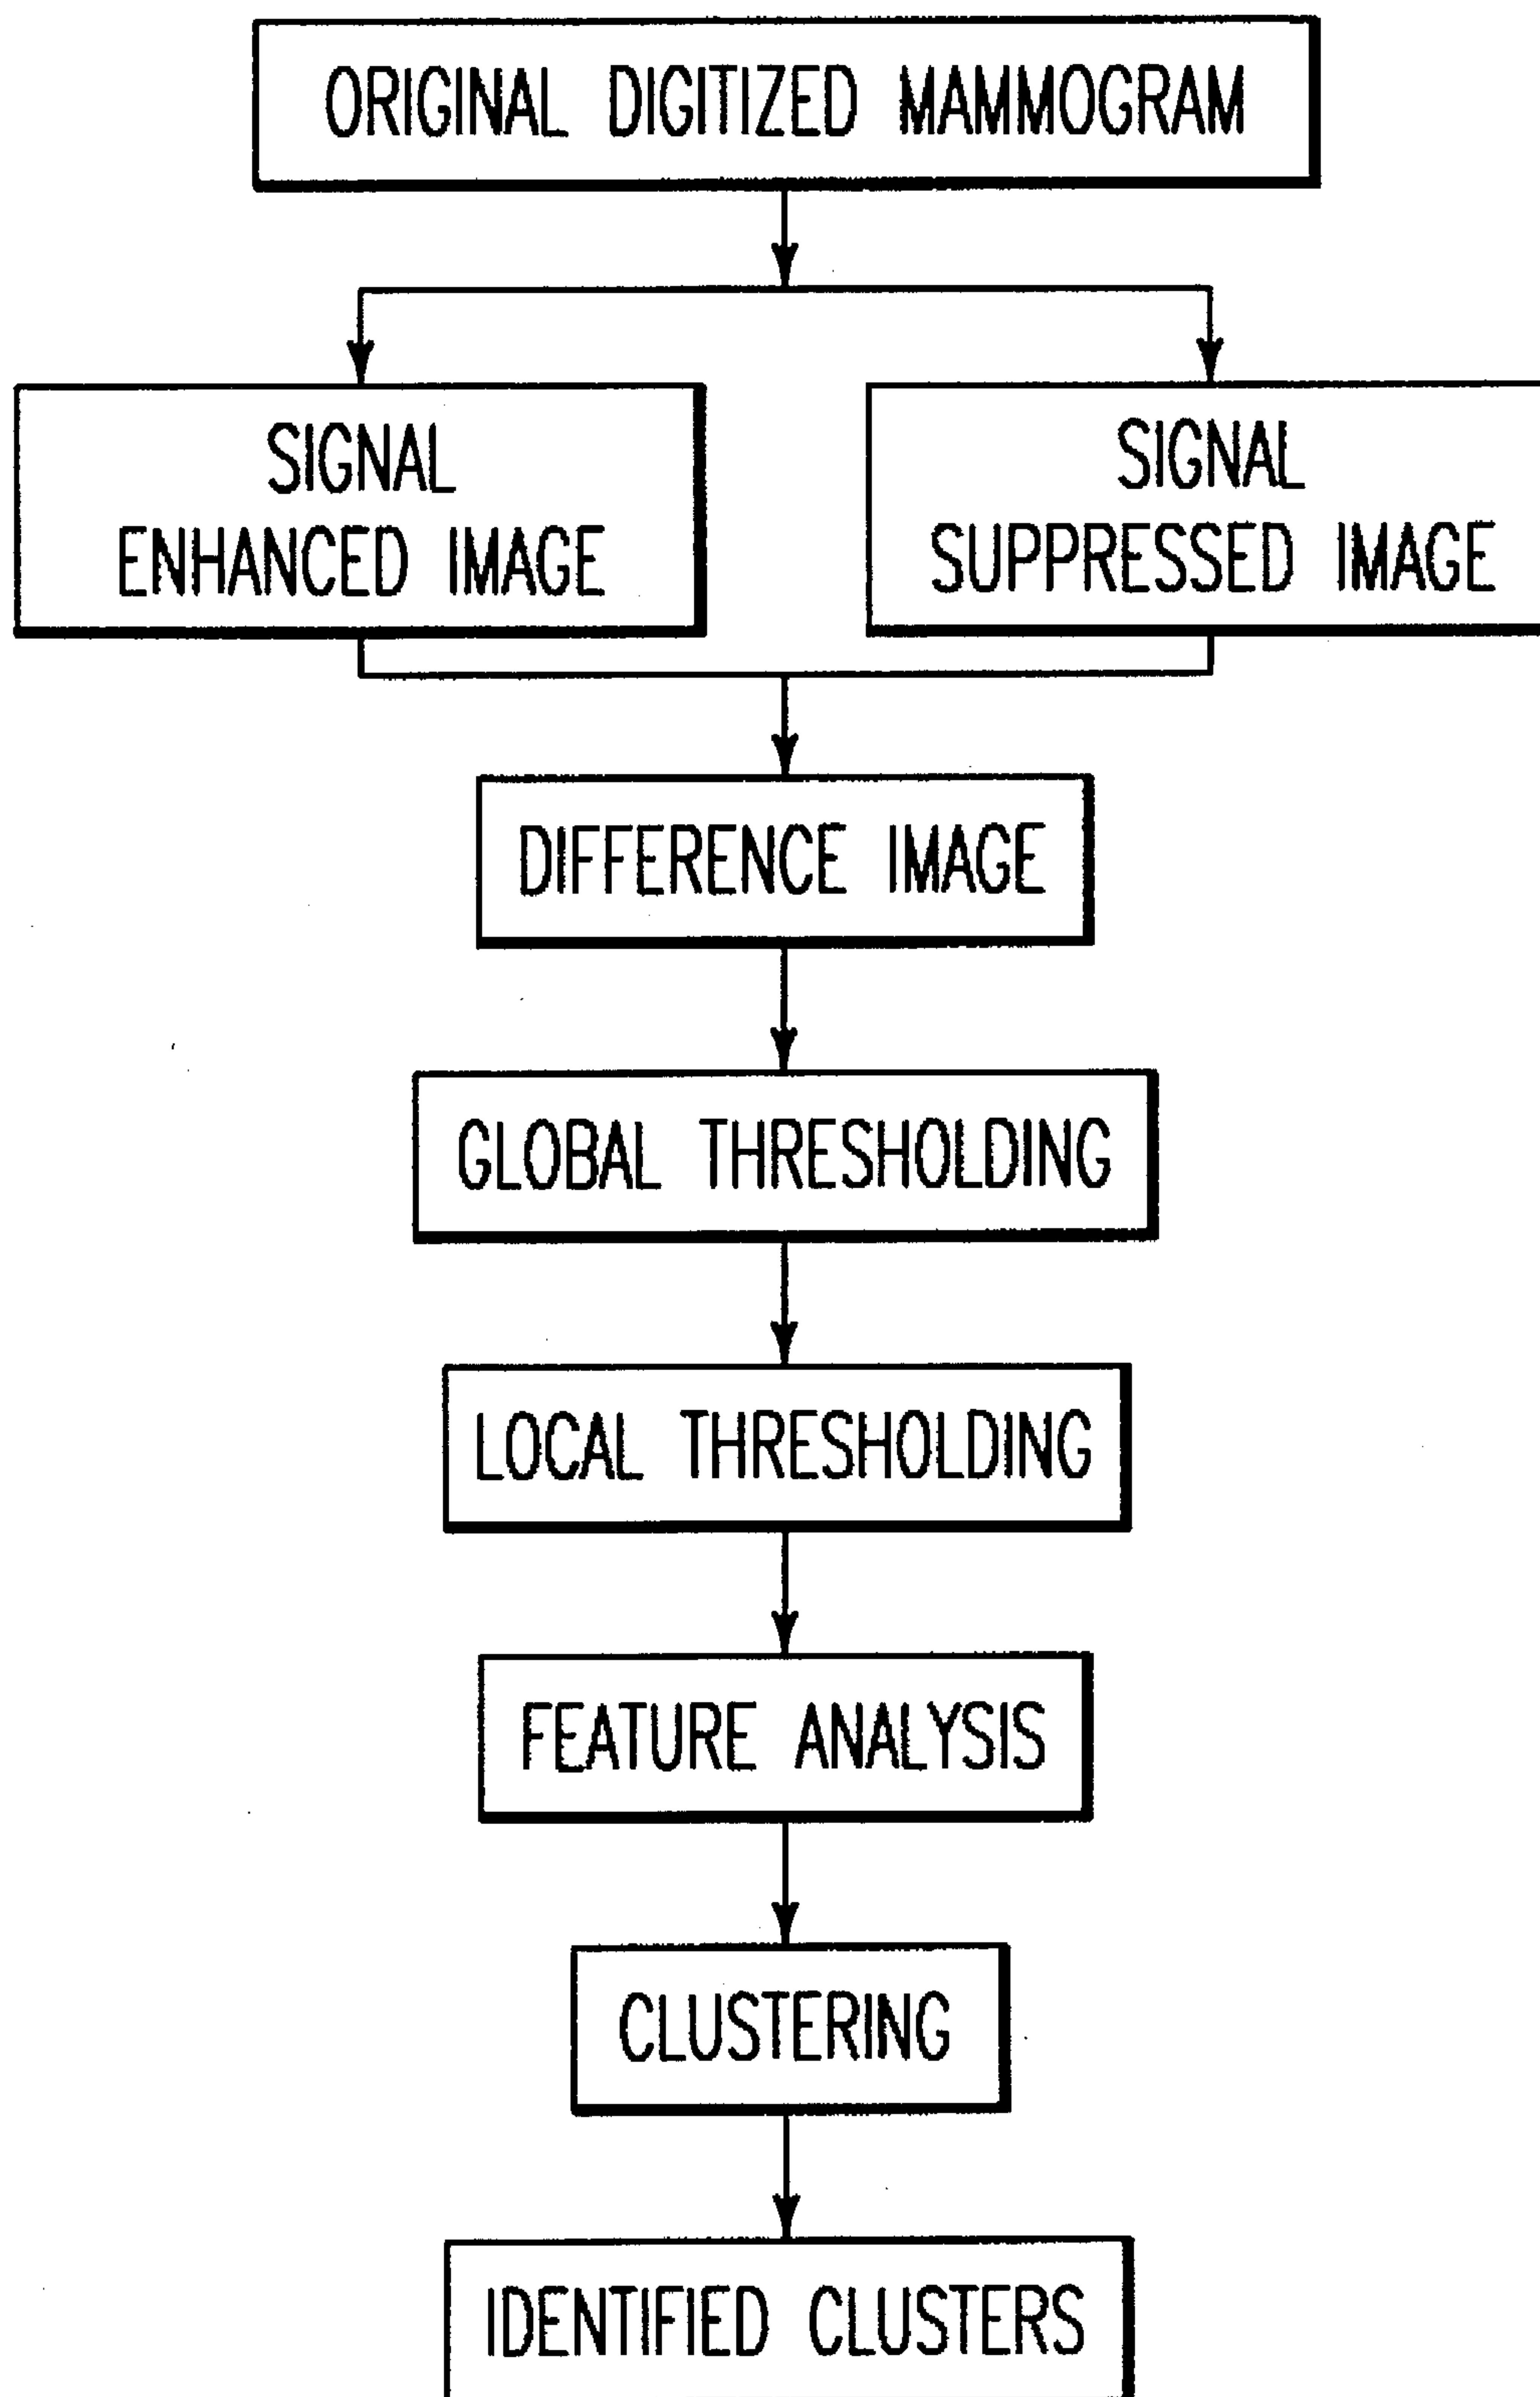 ORIGINAL DIGITIZED MAMMOGRAM
SIGNAL
ENHANCED IMAGE
SIGNAL
SUPPRESSED IMAGE
DIFFERENCE IMAGE
GLOBAL THRESHOLDING
LOCAL THRESHOLDING
FEATURE ANALYSIS
CLUSTERING
IDENTIFIED CLUSTERS